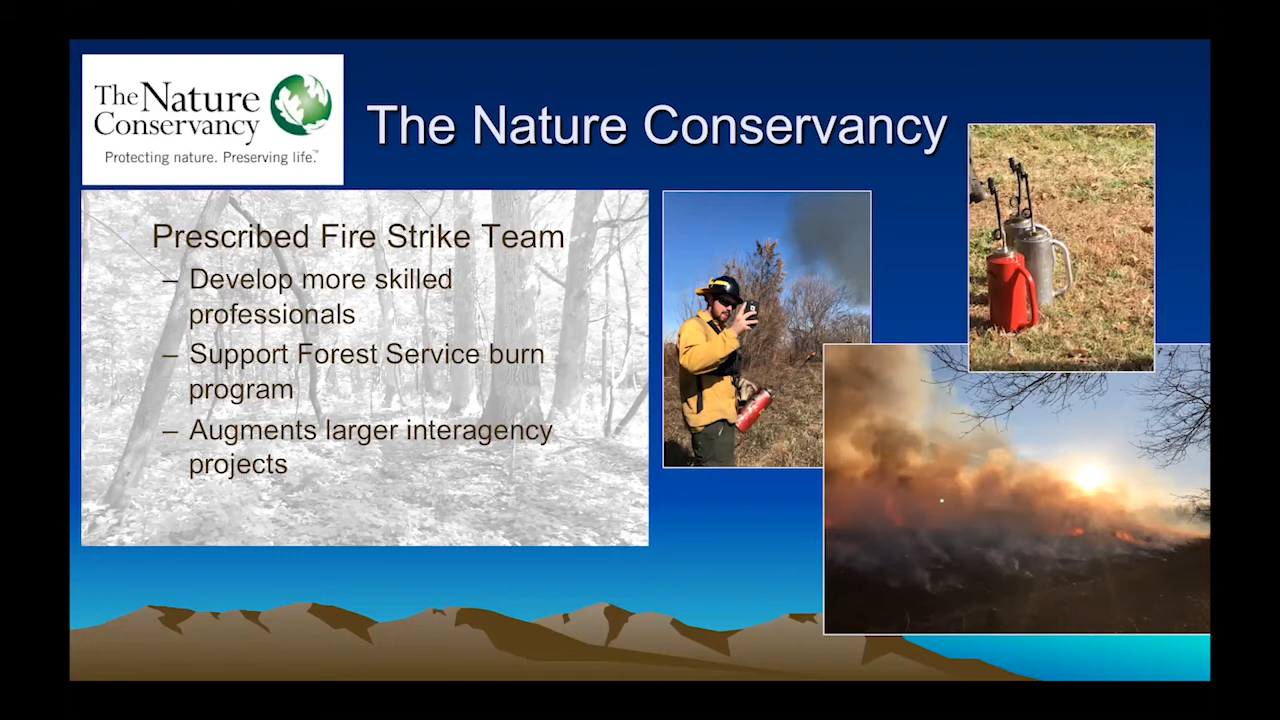 The Nature
Conservancy
Protecting nature. Preserving life.™
The Nature Conservancy
Prescribed Fire Strike Team
– Develop more skilled
professionals
– Support Forest Service burn
program
– Augments larger interagency
projects